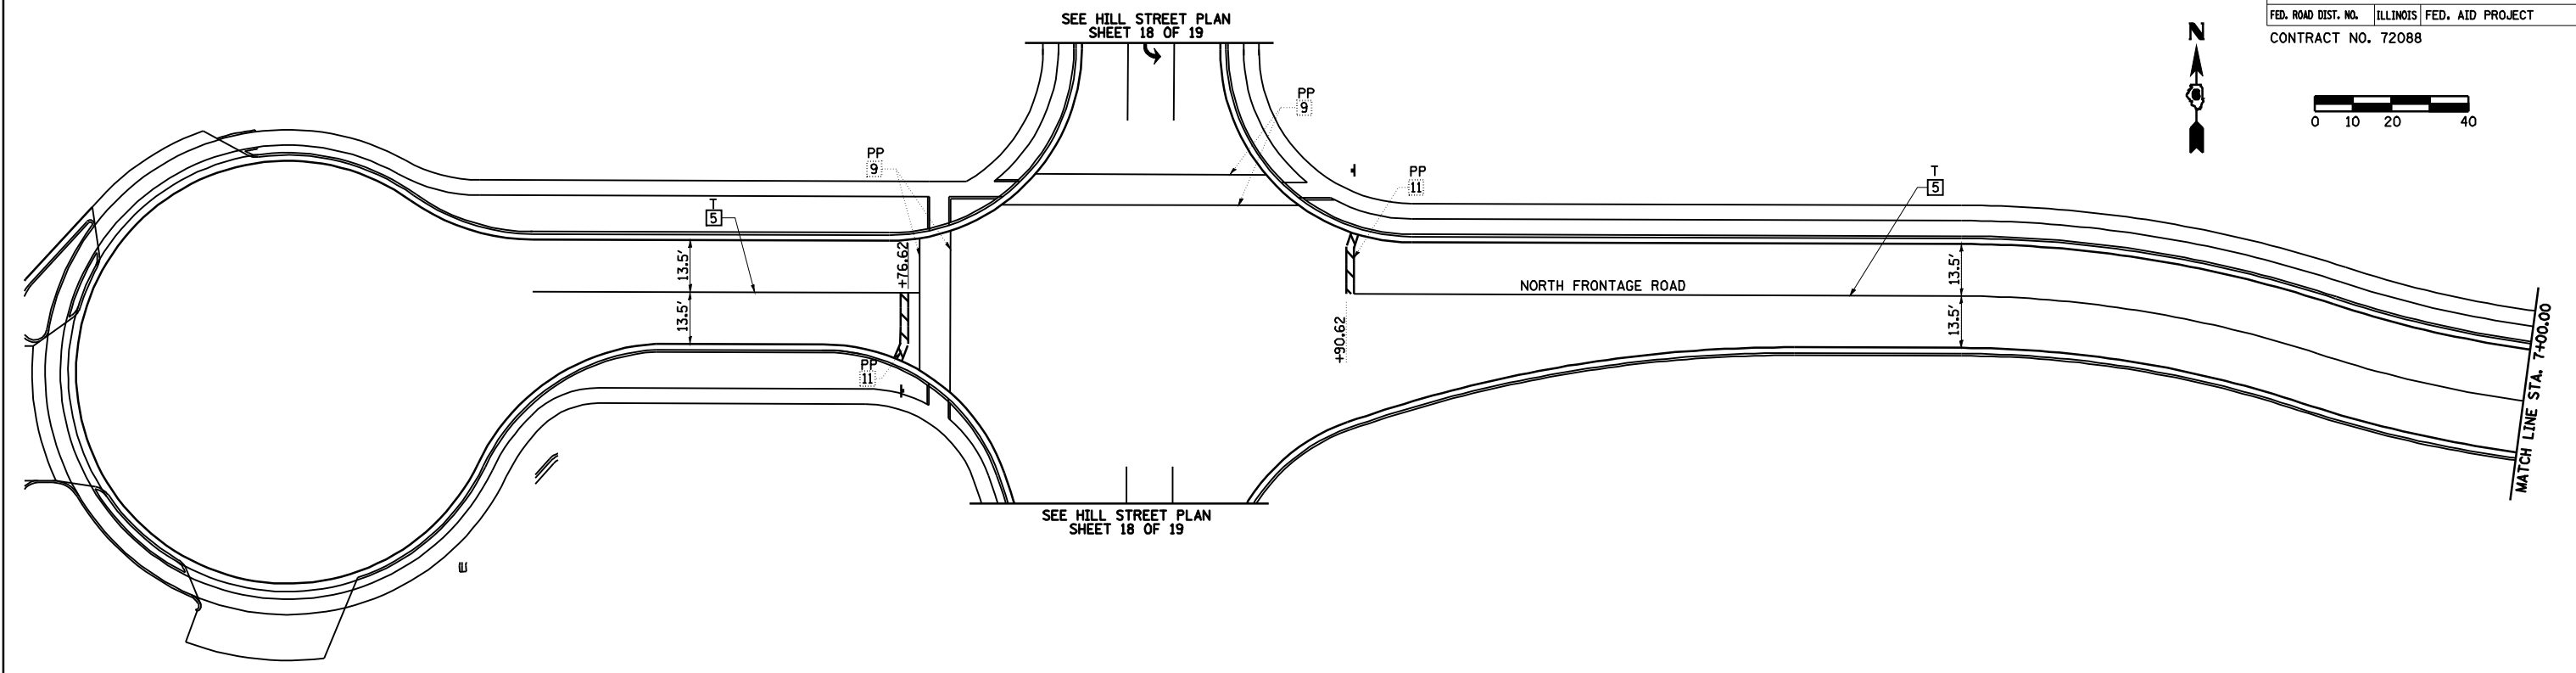 SEE HILL STREET PLAN
SHEET 18 OF 19
FED. ROAD DIST. NO. ILLINOIS FED. AID PROJECT
CONTRACT NO. 72088
N
0 10 20 40
PP
9
PP
9
PP
11
T
5
T
5
13.5'
13.5'
+76.62
NORTH FRONTAGE ROAD
13.5'
13.5'
+90.62
PP
11
MATCH LINE STA. 7+00.00
SEE HILL STREET PLAN
SHEET 18 OF 19